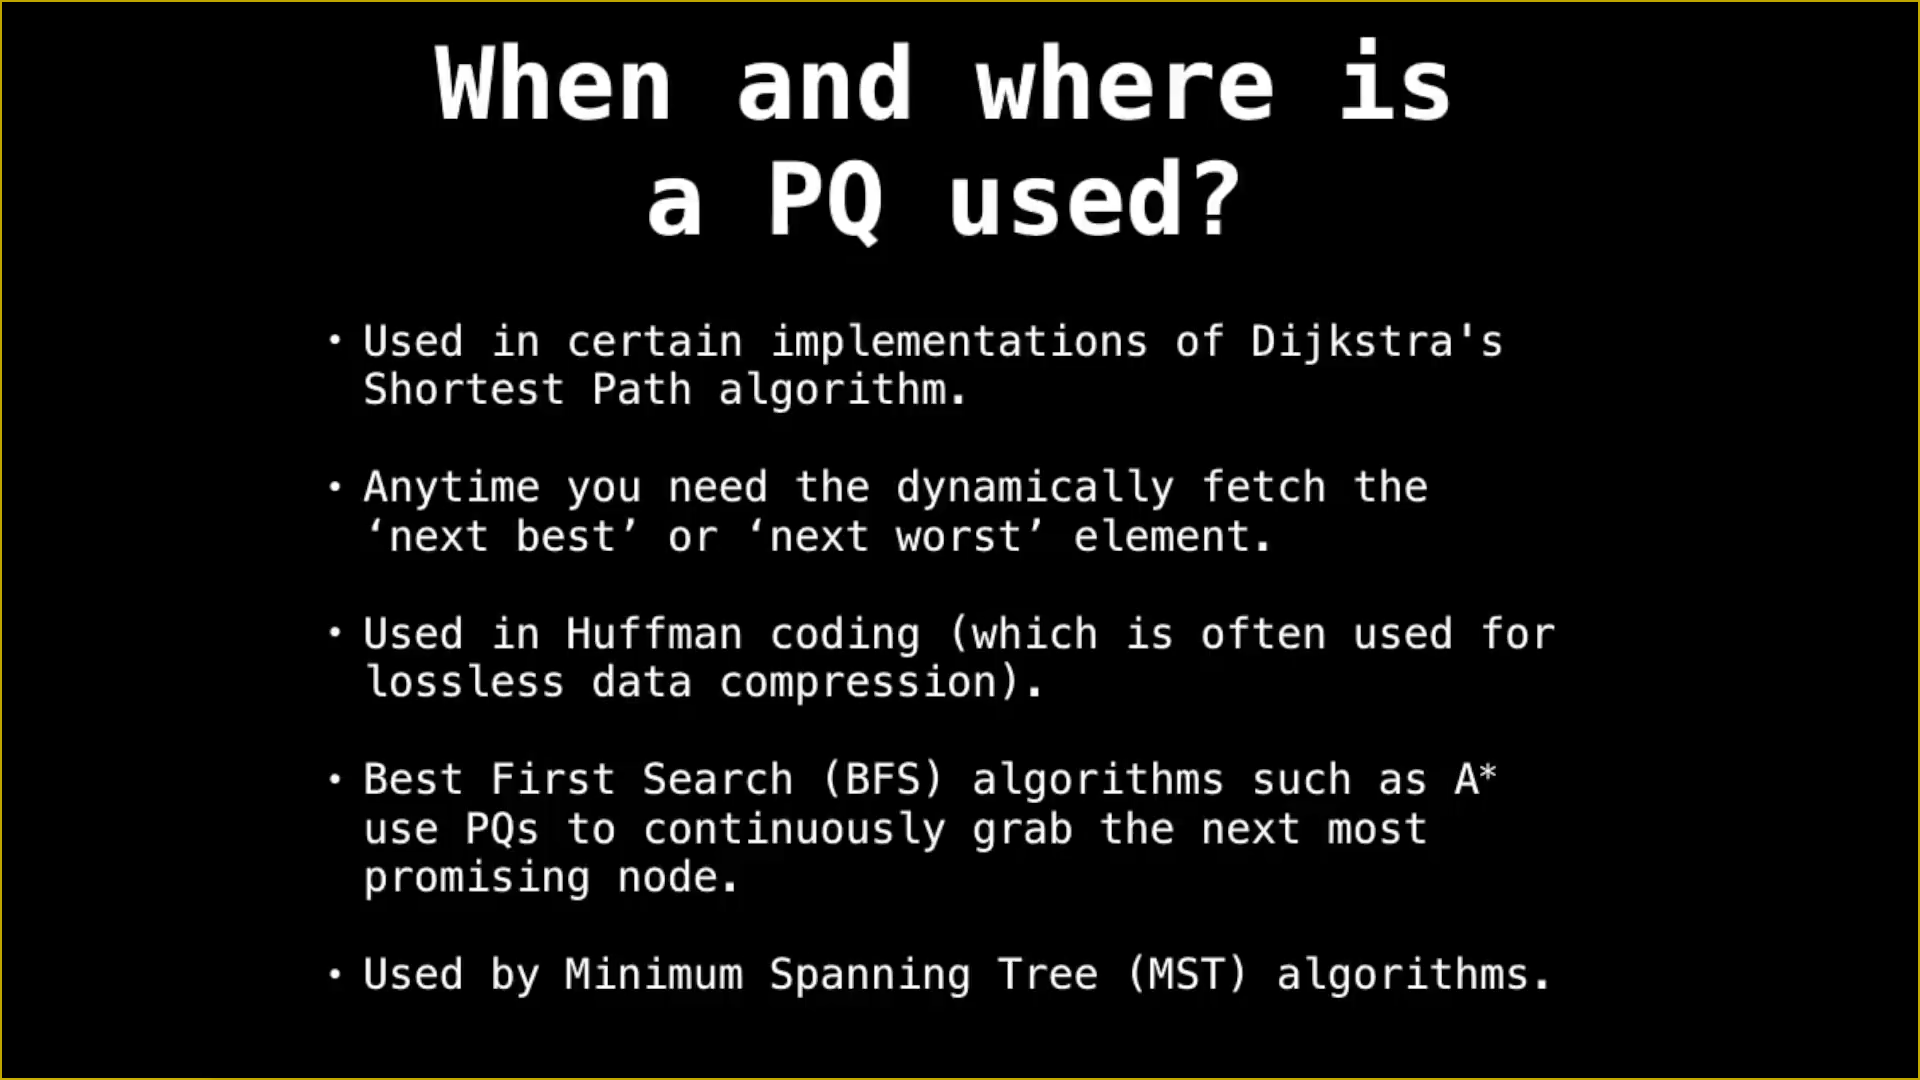 When and where is
a PQ used?
• Used in certain implementations of Dijkstra's
Shortest Path algorithm.
• Anytime you need the dynamically fetch the
‘next best’ or ‘next worst’ element.
• Used in Huffman coding (which is often used for
lossless data compression).
• Best First Search (BFS) algorithms such as A*
use PQs to continuously grab the next most
promising node.
• Used by Minimum Spanning Tree (MST) algorithms.